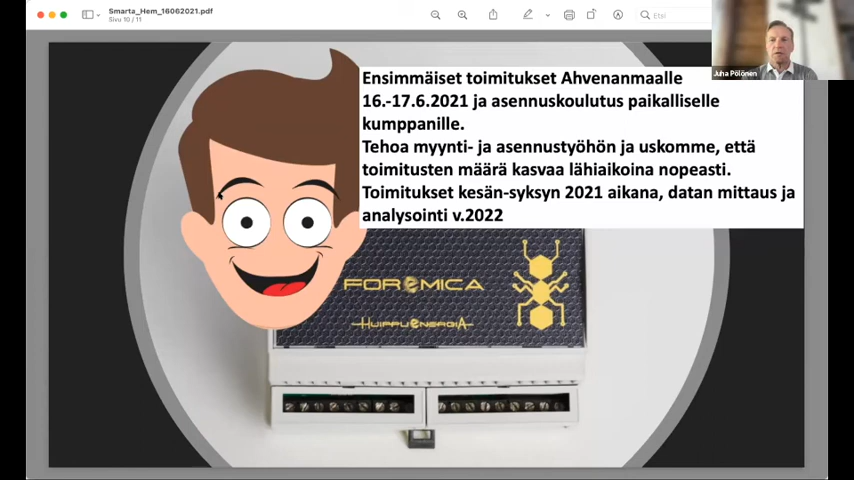 Smarta_Hem_16062021.pdf
Sivu 10 / 11
Etsi
Juha Pölönen
Ensimmäiset toimitukset Ahvenanmaalle
16.-17.6.2021 ja asennuskoulutus paikalliselle
kumppanille.
Tehoa myynti- ja asennustyöhön ja uskomme, että
toimitusten määrä kasvaa lähiaikoina nopeasti.
Toimitukset kesän-syksyn 2021 aikana, datan mittaus ja
analysointi v.2022
FOREMICA
HUIPPUENERGIA